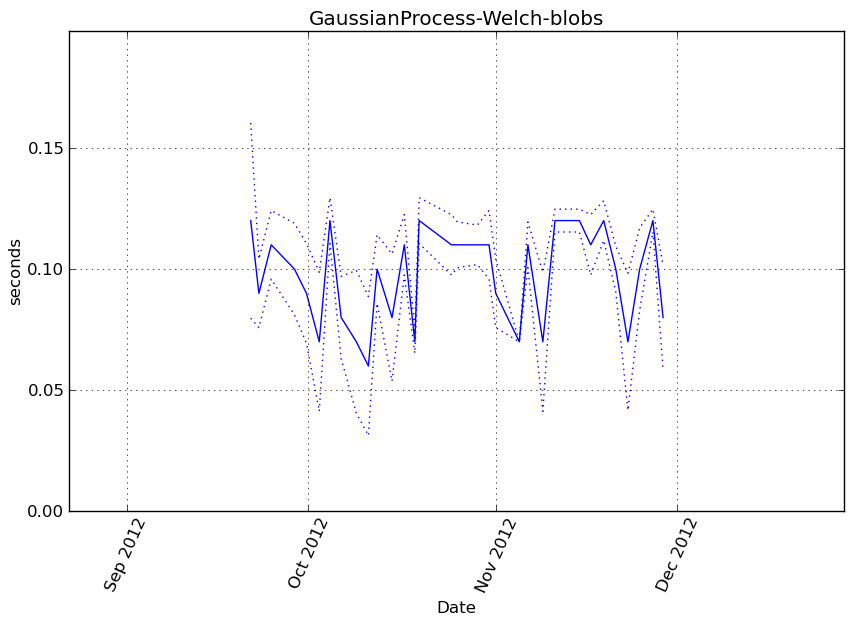 GaussianProcess-Welch-blobs
seconds
0.15
0.10
0.05
0.00
Sep 2012
Oct 2012
Nov 2012
Dec 2012
Date